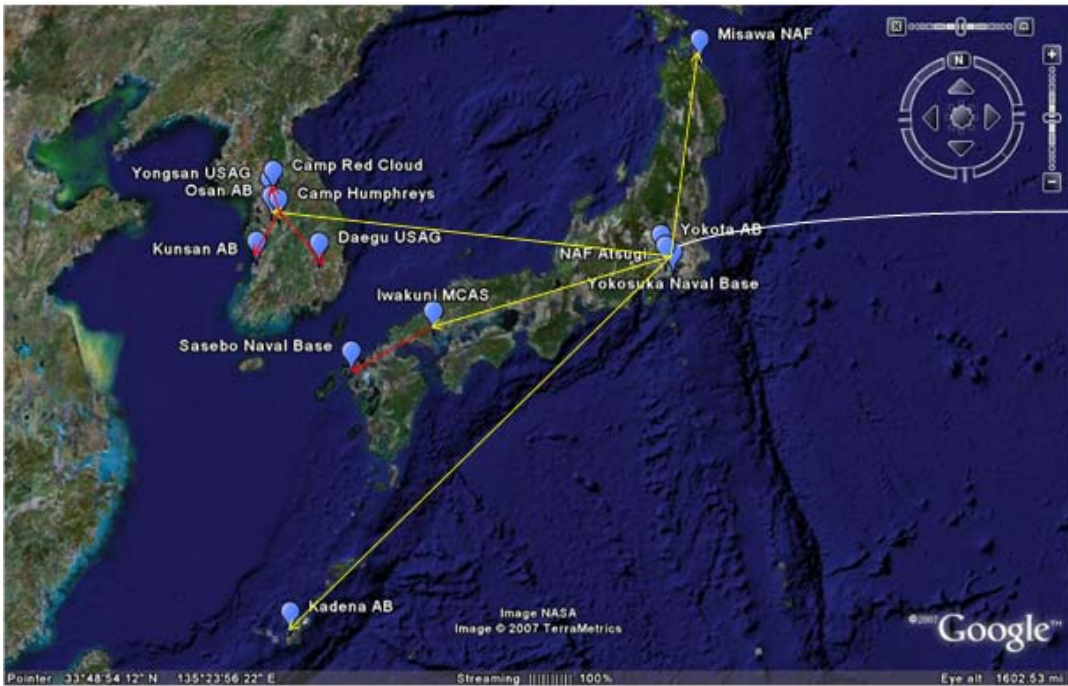 Misawa NAF
N
Camp Red Cloud
Yongsan USAG
Osan AB
Camp Humphreys
Kunsan AB
Daegu USAG
Yokota AB
NAF Atsugi
Yokosuka Naval Base
Iwakuni MCAS
Sasebo Naval Base
Kadena AB
Image NASA
Image © 2007 TerraMetrics
©2007 Google™
Pointer 33°48'54.12" N 135°23'56.22" E Streaming |||||||||| 100% Eye alt 1602.53 mi